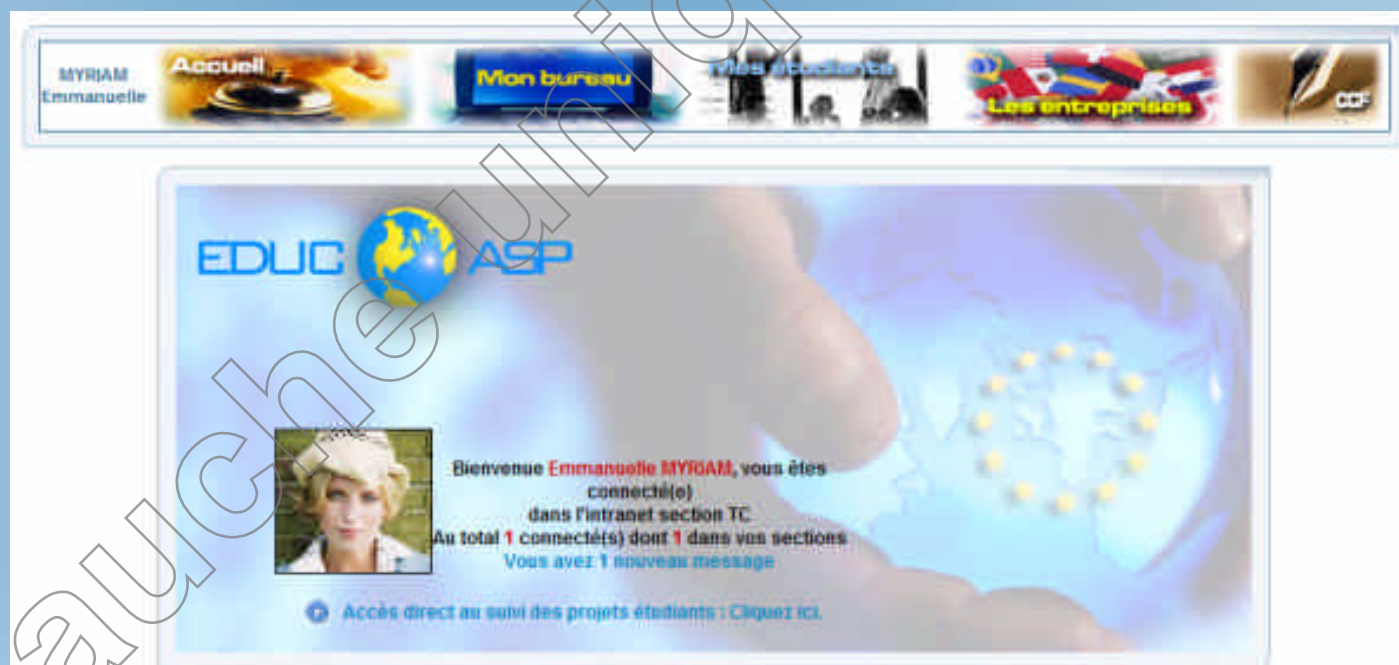 MYRIAM
Emmanuelle
Accueil
Mon bureau
Mes étudiants
Les entreprises
CCF
EDUC ASP
Bienvenue Emmanuelle MYRIAM, vous êtes
connecté(e)
dans l'intranet section TC
Au total 1 connecté(s) dont 1 dans vos sections
Vous avez 1 nouveau message
Accès direct au suivi des projets étudiants : Cliquez ici.
auche uniq